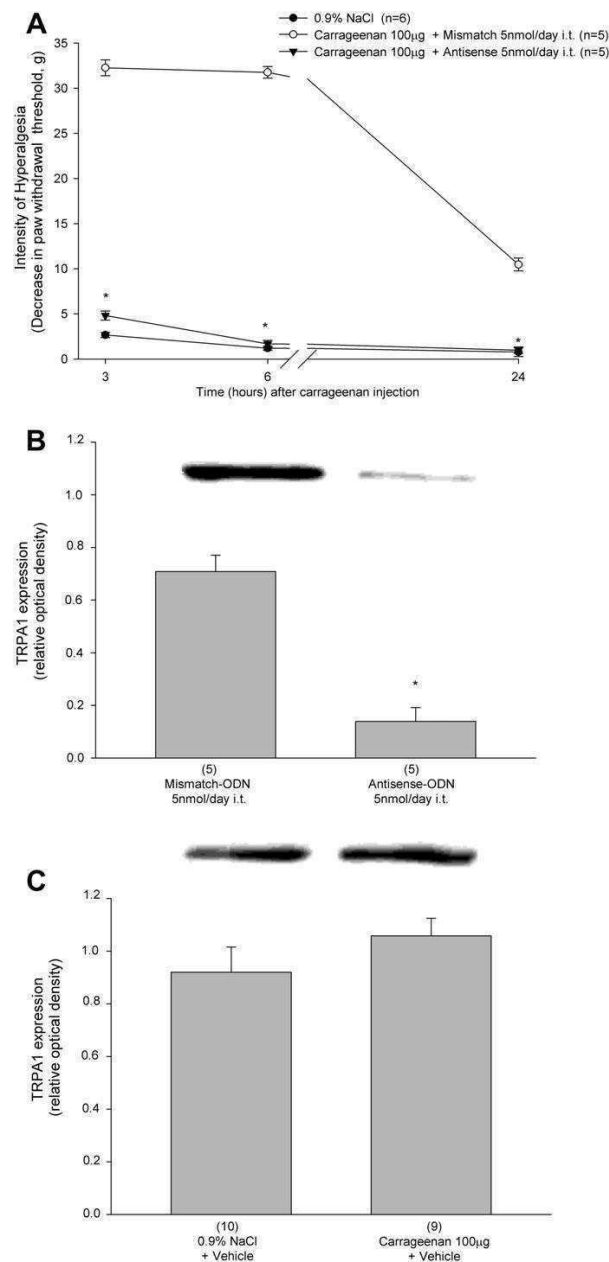 A
0.9% NaCl (n=6)
Carrageenan 100µg + Mismatch 5nmol/day i.t. (n=5)
Carrageenan 100µg + Antisense 5nmol/day i.t. (n=5)
Intensity of Hyperalgesia
(Decrease in paw withdrawal threshold, g)
35
30
25
20
15
10
5
0
*
*
*
3
6
24
Time (hours) after carrageenan injection
B
TRPA1 expression
(relative optical density)
1.2
1.0
0.8
0.6
0.4
0.2
0.0
*
(5)
Mismatch-ODN
5nmol/day i.t.
(5)
Antisense-ODN
5nmol/day i.t.
C
TRPA1 expression
(relative optical density)
1.2
1.0
0.8
0.6
0.4
0.2
0.0
(10)
0.9% NaCl
+ Vehicle
(9)
Carrageenan 100µg
+ Vehicle